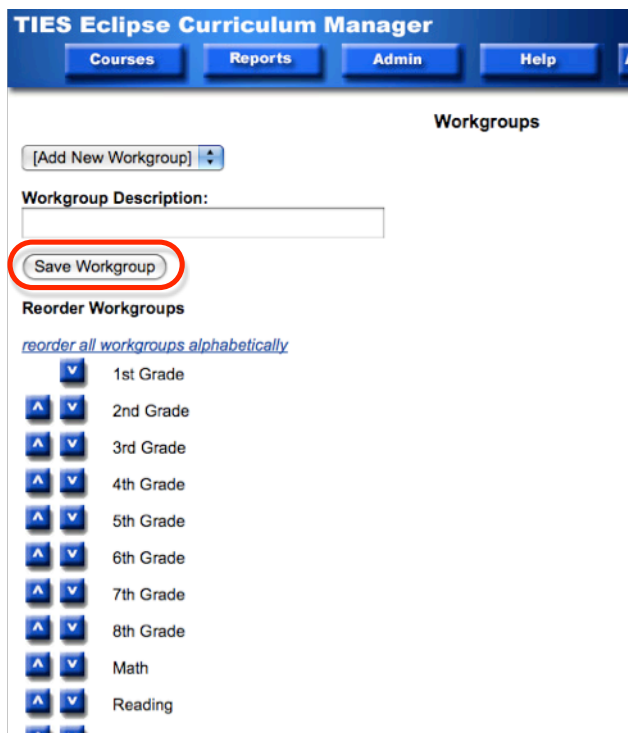 TIES Eclipse Curriculum Manager
Courses Reports Admin Help
Workgroups
[Add New Workgroup]
Workgroup Description:
Save Workgroup
Reorder Workgroups
reorder all workgroups alphabetically
v 1st Grade
^ v 2nd Grade
^ v 3rd Grade
^ v 4th Grade
^ v 5th Grade
^ v 6th Grade
^ v 7th Grade
^ v 8th Grade
^ v Math
^ v Reading